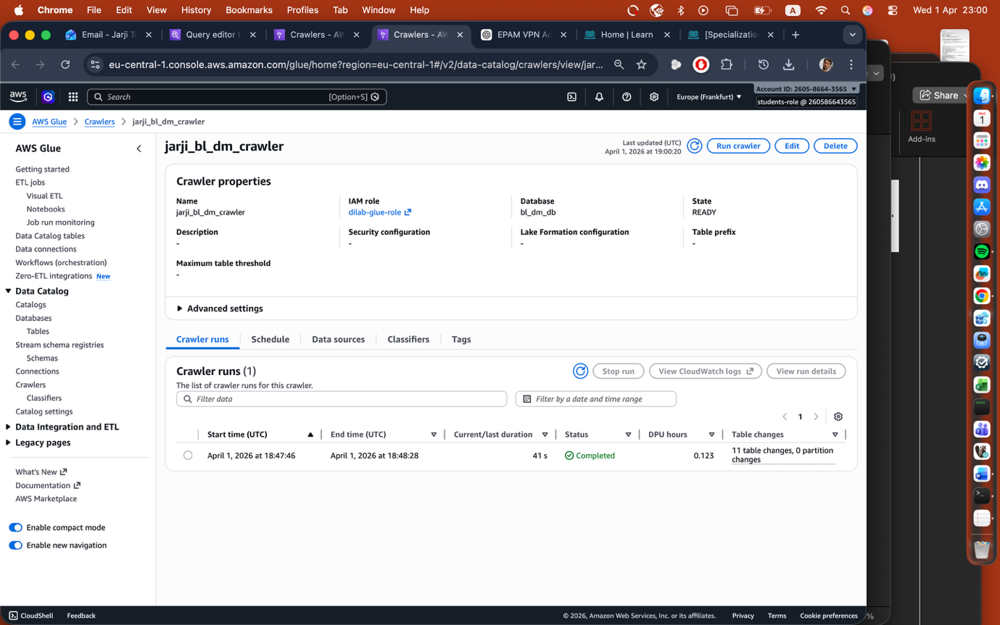 Chrome File Edit View History Bookmarks Profiles Tab Window Help A Wed 1 Apr 23:00
Email - Jarji T Query editor Crawlers - AW Crawlers - AW EPAM VPN Ac Home | Learn [Specializatio
eu-central-1.console.aws.amazon.com/glue/home?region=eu-central-1#/v2/data-catalog/crawlers/view/jar...
Share
Add-ins
aws Search [Option+S] Europe (Frankfurt) Account ID: 2605-8664-3565
students-role @ 260586643565
AWS Glue Crawlers jarji_bl_dm_crawler
AWS Glue
Getting started
ETL jobs
Visual ETL
Notebooks
Job run monitoring
Data Catalog tables
Data connections
Workflows (orchestration)
Zero-ETL integrations New
Data Catalog
Catalogs
Databases
Tables
Stream schema registries
Schemas
Connections
Crawlers
Classifiers
Catalog settings
Data Integration and ETL
Legacy pages
What's New
Documentation
AWS Marketplace
Enable compact mode
Enable new navigation
jarji_bl_dm_crawler
Last updated (UTC)
April 1, 2026 at 19:00:20
Run crawler Edit Delete
Crawler properties
Name IAM role Database State
jarji_bl_dm_crawler dilab-glue-role bl_dm_db READY
Description Security configuration Lake Formation configuration Table prefix
- - - -
Maximum table threshold
-
Advanced settings
Crawler runs Schedule Data sources Classifiers Tags
Crawler runs (1)
The list of crawler runs for this crawler.
Stop run View CloudWatch logs View run details
Filter data Filter by a date and time range
1
Start time (UTC) End time (UTC) Current/last duration Status DPU hours Table changes
April 1, 2026 at 18:47:46 April 1, 2026 at 18:48:28 41 s Completed 0.123 11 table changes, 0 partition
changes
CloudShell Feedback © 2026, Amazon Web Services, Inc. or its affiliates. Privacy Terms Cookie preferences %